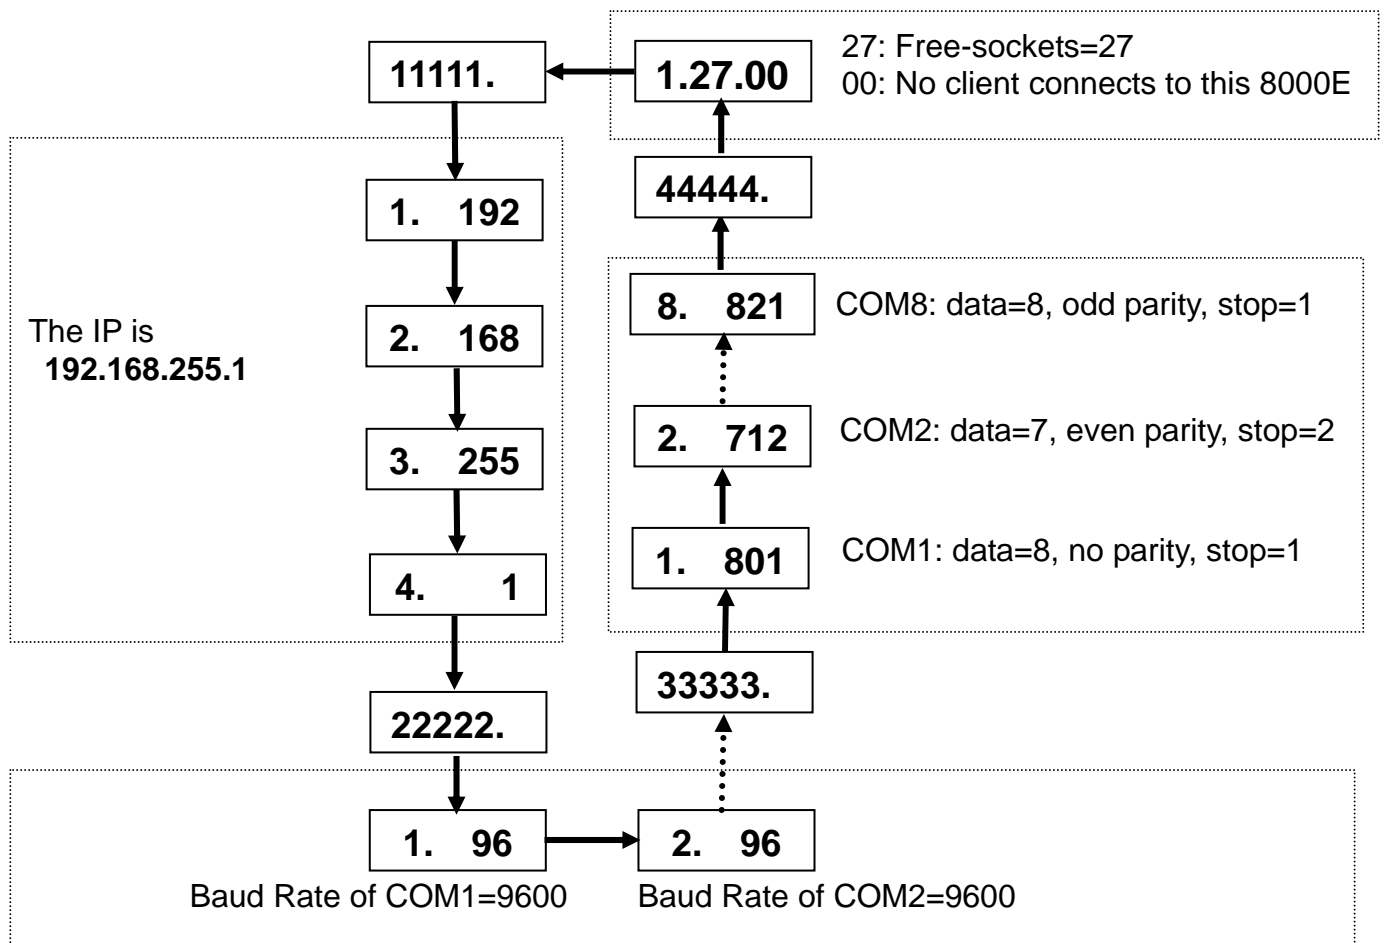 11111.
1.27.00
27: Free-sockets=27
00: No client connects to this 8000E
1. 192
44444.
2. 168
8. 821
COM8: data=8, odd parity, stop=1
The IP is
192.168.255.1
3. 255
2. 712
COM2: data=7, even parity, stop=2
4. 1
1. 801
COM1: data=8, no parity, stop=1
22222.
33333.
1. 96
2. 96
Baud Rate of COM1=9600
Baud Rate of COM2=9600